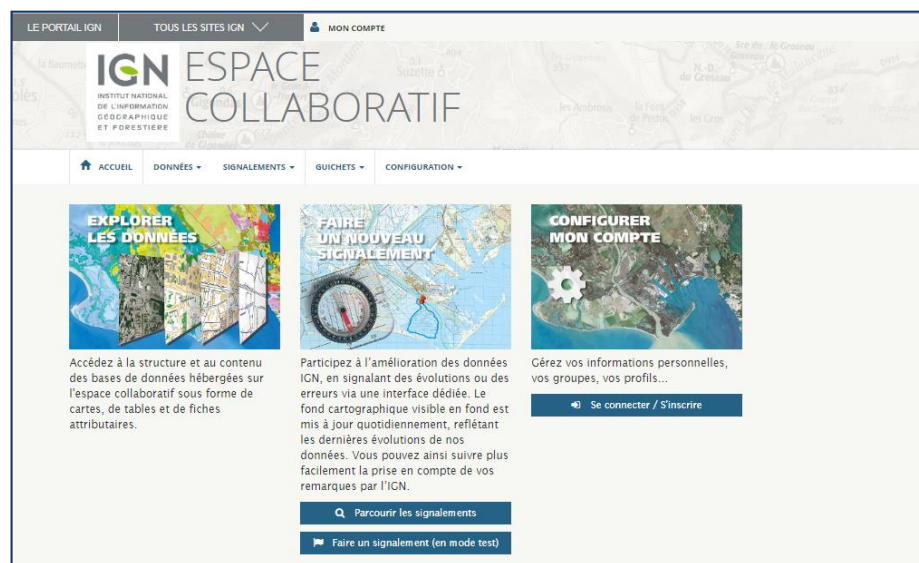 LE PORTAIL IGN TOUS LES SITES IGN MON COMPTE
IGN
INSTITUT NATIONAL
DE L'INFORMATION
GÉOGRAPHIQUE
ET FORESTIÈRE
ESPACE
COLLABORATIF
ACCUEIL DONNÉES SIGNALEMENTS GUICHETS CONFIGURATION
EXPLORER
LES DONNÉES
Accédez à la structure et au contenu
des bases de données hébergées sur
l'espace collaboratif sous forme de
cartes, de tables et de fiches
attributaires.
FAIRE
UN NOUVEAU
SIGNALEMENT
Participez à l'amélioration des données
IGN, en signalant des évolutions ou des
erreurs via une interface dédiée. Le
fond cartographique visible en fond est
mis à jour quotidiennement, reflétant
les dernières évolutions de nos
données. Vous pouvez ainsi suivre plus
facilement la prise en compte de vos
remarques par l'IGN.
Parcourir les signalements
Faire un signalement (en mode test)
CONFIGURER
MON COMPTE
Gérez vos informations personnelles,
vos groupes, vos profils...
Se connecter / S'inscrire